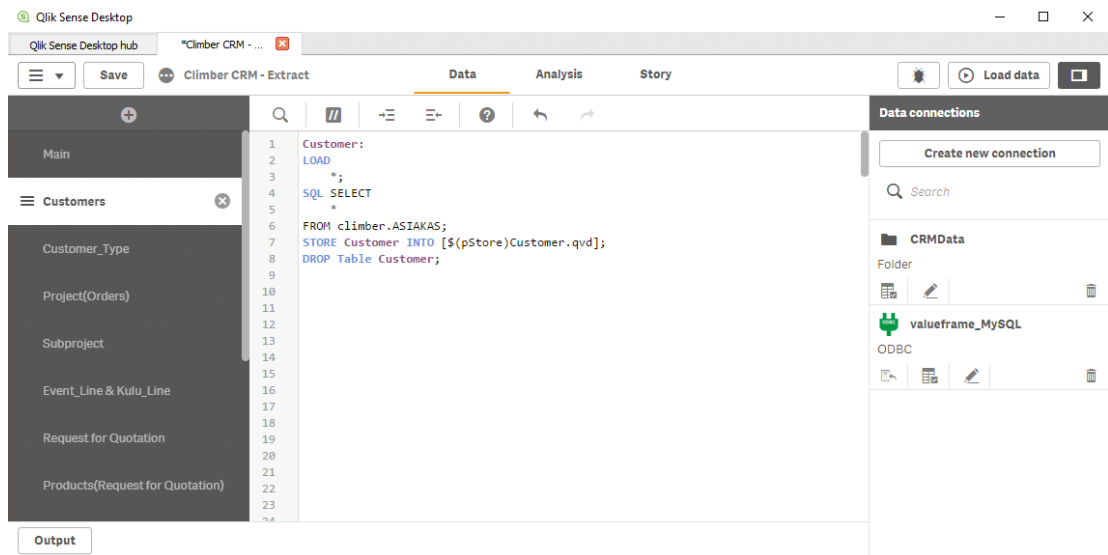 Qlik Sense Desktop
Qlik Sense Desktop hub
*Climber CRM - ...
Save
Climber CRM - Extract
Data
Analysis
Story
Load data
Main
Customers
Customer_Type
Project(Orders)
Subproject
Event_Line & Kulu_Line
Request for Quotation
Products(Request for Quotation)
//
?
1 Customer:
2 LOAD
3 *;
4 SQL SELECT
5 *
6 FROM climber.ASIAKAS;
7 STORE Customer INTO [$(pStore)Customer.qvd];
8 DROP Table Customer;
9
10
11
12
13
14
15
16
17
18
19
20
21
22
23
24
Data connections
Create new connection
Search
CRMData
Folder
valueframe_MySQL
ODBC
Output